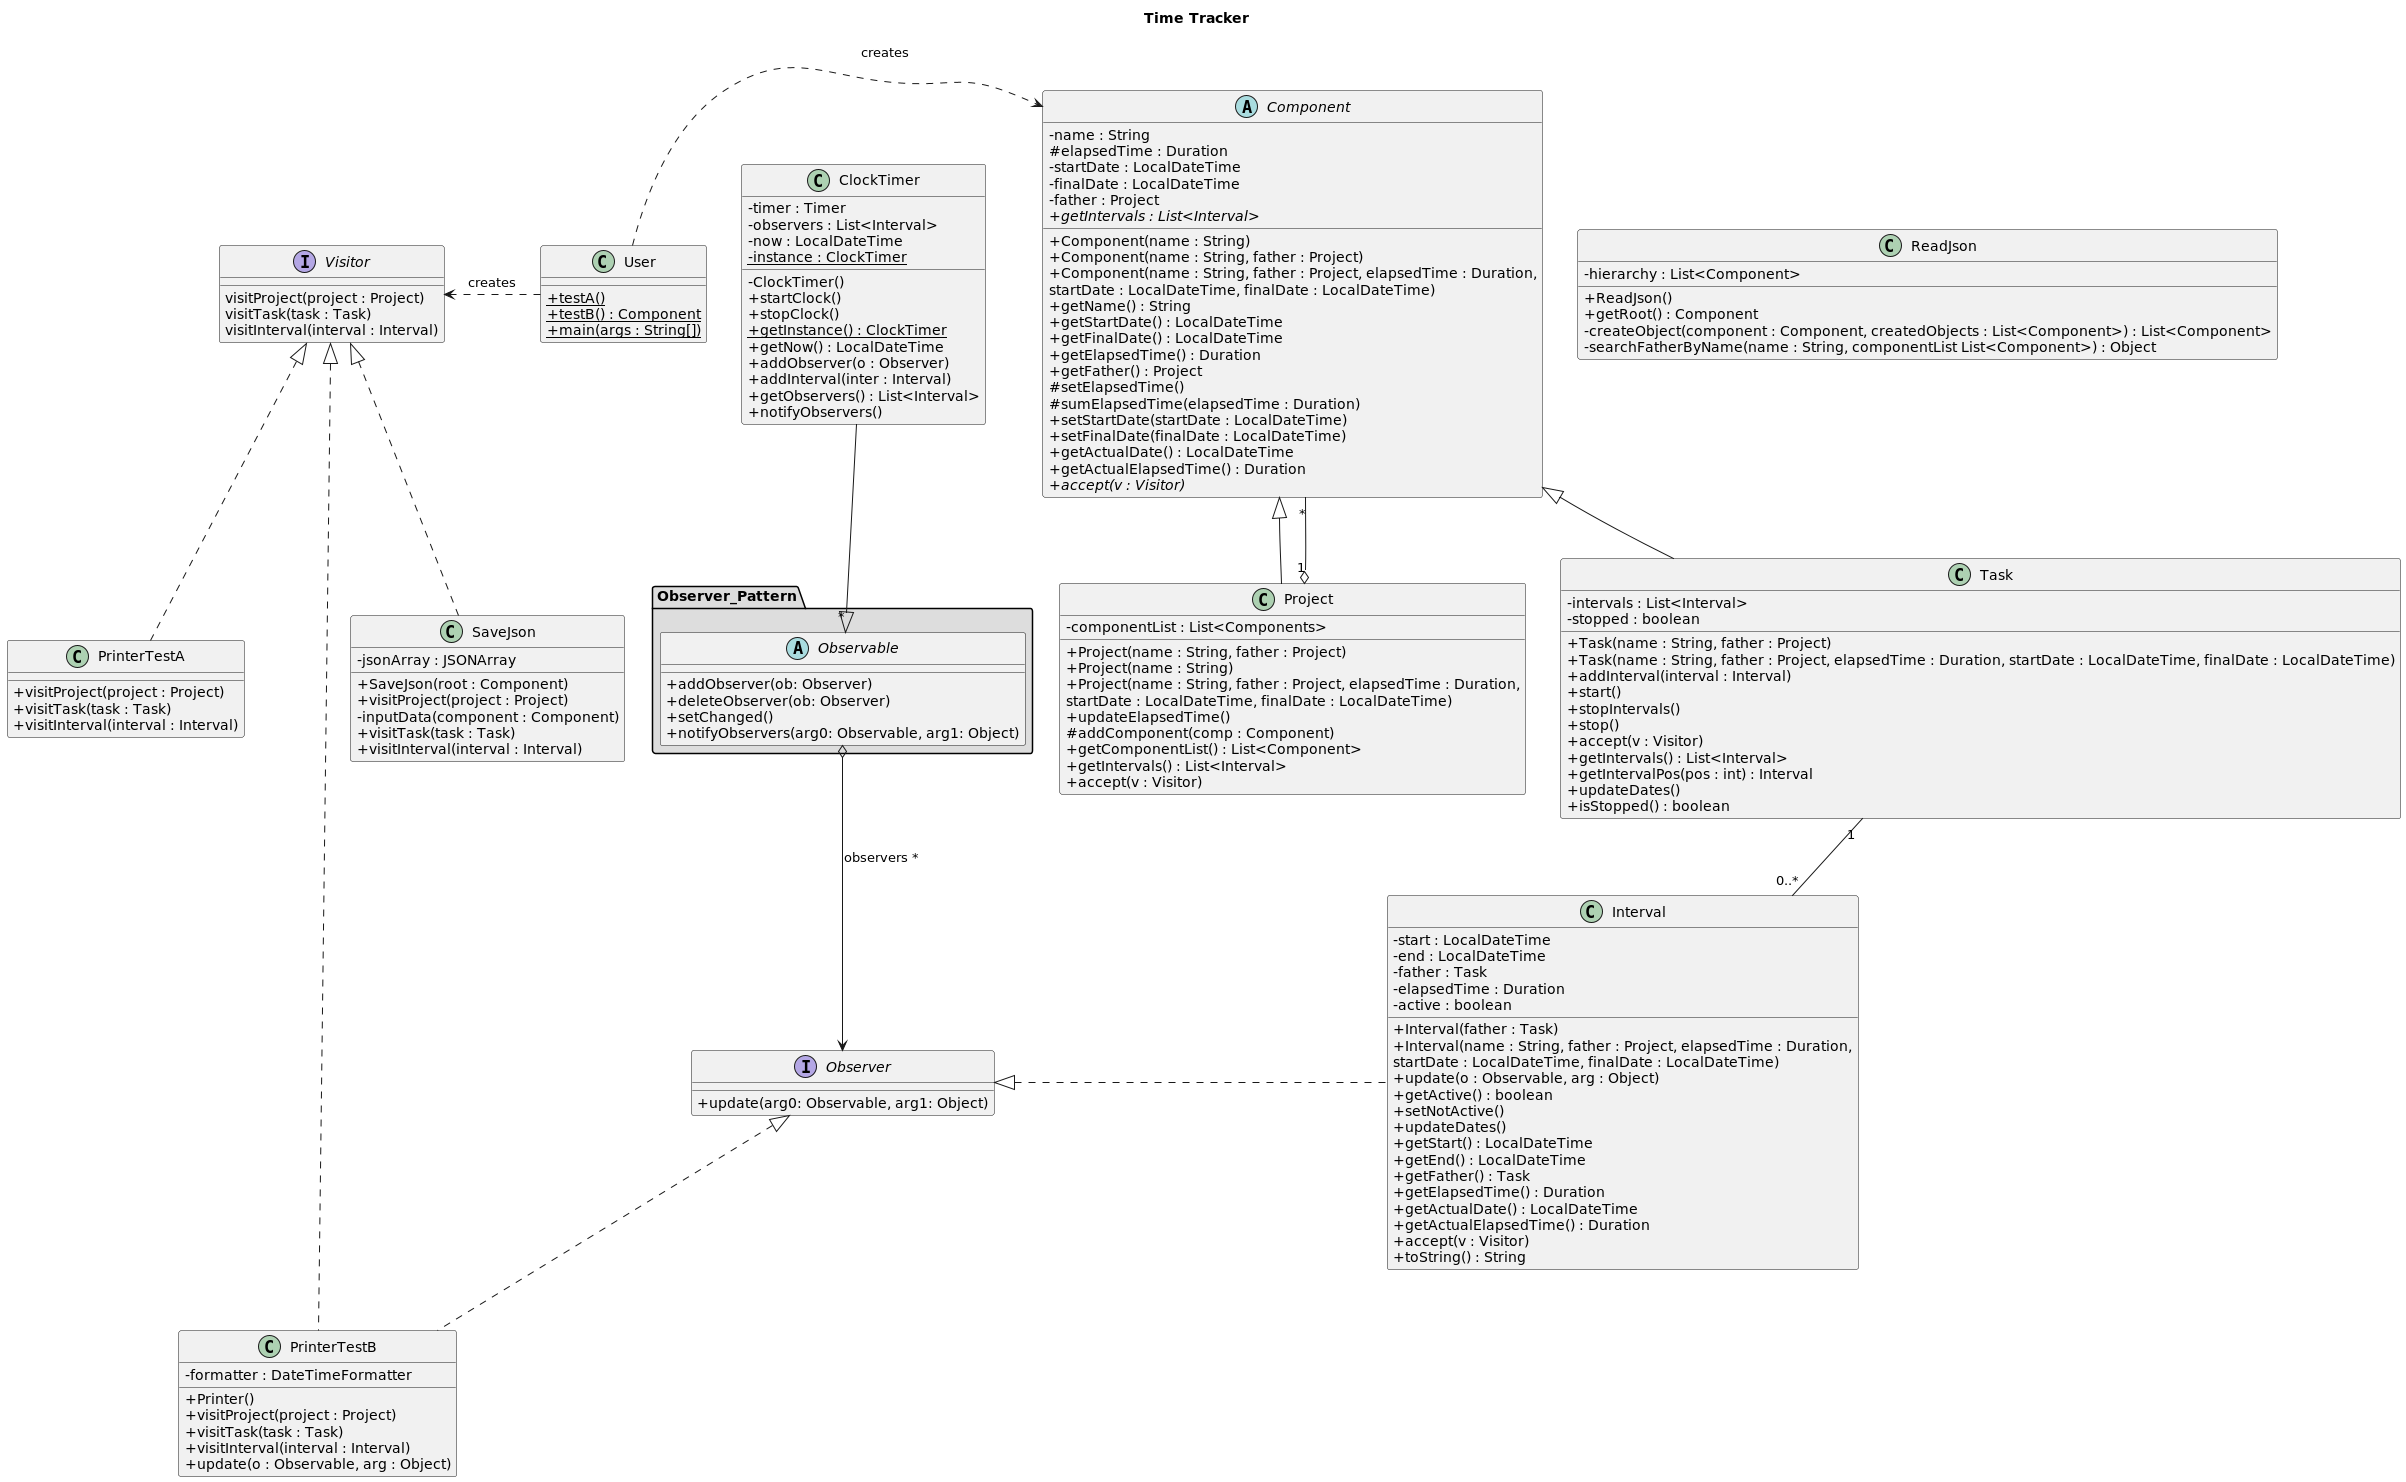 Time Tracker
creates
A Component
-name : String
#elapsedTime : Duration
-startDate : LocalDateTime
-finalDate : LocalDateTime
-father : Project
+getIntervals : List<Interval>
+Component(name : String)
+Component(name : String, father : Project)
+Component(name : String, father : Project, elapsedTime : Duration,
startDate : LocalDateTime, finalDate : LocalDateTime)
+getName() : String
+getStartDate() : LocalDateTime
+getFinalDate() : LocalDateTime
+getElapsedTime() : Duration
+getFather() : Project
#setElapsedTime()
#sumElapsedTime(elapsedTime : Duration)
+setStartDate(startDate : LocalDateTime)
+setFinalDate(finalDate : LocalDateTime)
+getActualDate() : LocalDateTime
+getActualElapsedTime() : Duration
+accept(v : Visitor)
C ClockTimer
-timer : Timer
-observers : List<Interval>
-now : LocalDateTime
-instance : ClockTimer
-ClockTimer()
+startClock()
+stopClock()
+getInstance() : ClockTimer
+getNow() : LocalDateTime
+addObserver(o : Observer)
+addInterval(inter : Interval)
+getObservers() : List<Interval>
+notifyObservers()
I Visitor
visitProject(project : Project)
visitTask(task : Task)
visitInterval(interval : Interval)
creates
C User
+testA()
+testB() : Component
+main(args : String[])
C ReadJson
-hierarchy : List<Component>
+ReadJson()
+getRoot() : Component
-createObject(component : Component, createdObjects : List<Component>) : List<Component>
-searchFatherByName(name : String, componentList List<Component>) : Object
*
1
C PrinterTestA
+visitProject(project : Project)
+visitTask(task : Task)
+visitInterval(interval : Interval)
C SaveJson
-jsonArray : JSONArray
+SaveJson(root : Component)
+visitProject(project : Project)
-inputData(component : Component)
+visitTask(task : Task)
+visitInterval(interval : Interval)
Observer_Pattern
*
A Observable
+addObserver(ob: Observer)
+deleteObserver(ob: Observer)
+setChanged()
+notifyObservers(arg0: Observable, arg1: Object)
C Project
-componentList : List<Components>
+Project(name : String, father : Project)
+Project(name : String)
+Project(name : String, father : Project, elapsedTime : Duration,
startDate : LocalDateTime, finalDate : LocalDateTime)
+updateElapsedTime()
#addComponent(comp : Component)
+getComponentList() : List<Component>
+getIntervals() : List<Interval>
+accept(v : Visitor)
C Task
-intervals : List<Interval>
-stopped : boolean
+Task(name : String, father : Project)
+Task(name : String, father : Project, elapsedTime : Duration, startDate : LocalDateTime, finalDate : LocalDateTime)
+addInterval(interval : Interval)
+start()
+stopIntervals()
+stop()
+accept(v : Visitor)
+getIntervals() : List<Interval>
+getIntervalPos(pos : int) : Interval
+updateDates()
+isStopped() : boolean
1
0..*
observers *
C Interval
-start : LocalDateTime
-end : LocalDateTime
-father : Task
-elapsedTime : Duration
-active : boolean
+Interval(father : Task)
+Interval(name : String, father : Project, elapsedTime : Duration,
startDate : LocalDateTime, finalDate : LocalDateTime)
+update(o : Observable, arg : Object)
+getActive() : boolean
+setNotActive()
+updateDates()
+getStart() : LocalDateTime
+getEnd() : LocalDateTime
+getFather() : Task
+getElapsedTime() : Duration
+getActualDate() : LocalDateTime
+getActualElapsedTime() : Duration
+accept(v : Visitor)
+toString() : String
I Observer
+update(arg0: Observable, arg1: Object)
C PrinterTestB
-formatter : DateTimeFormatter
+Printer()
+visitProject(project : Project)
+visitTask(task : Task)
+visitInterval(interval : Interval)
+update(o : Observable, arg : Object)